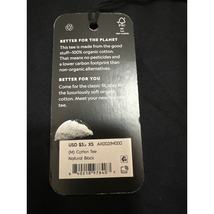 BETTER FOR THE PLANET
This tee is made from the good
stuff–100% organic cotton.
That means no pesticides and
a lower carbon footprint than
non-organic alternatives.
BETTER FOR YOU
Come for the classic fit, stay for
the luxuriously soft organic
cotton. Meet your new
tee.
USD XS
(M) Cotton Tee
Natural Black